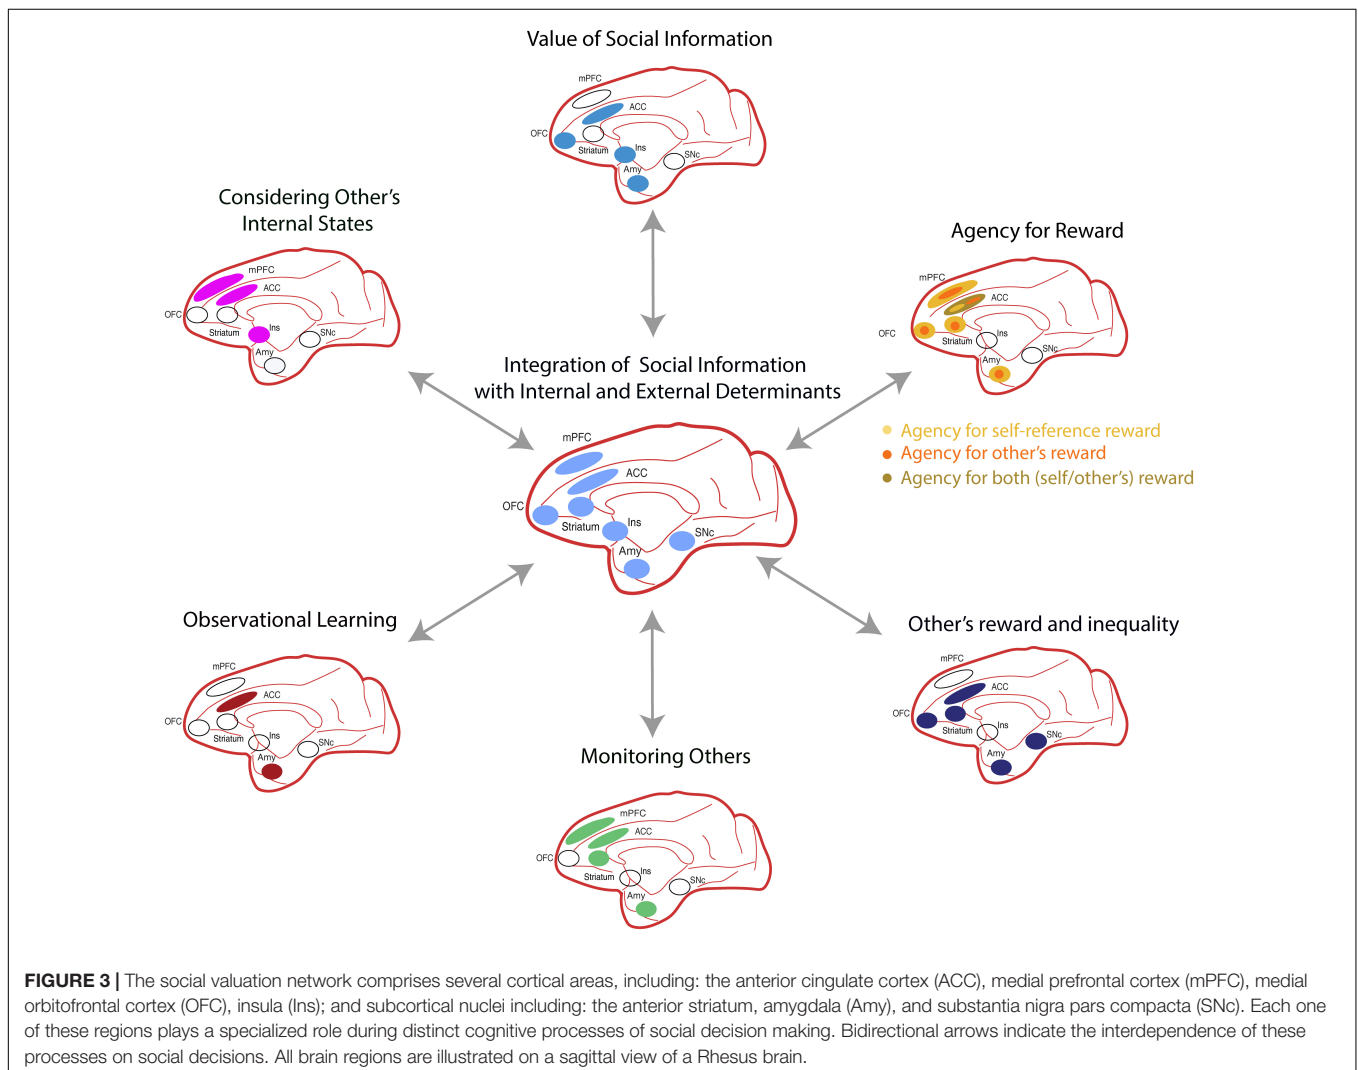 Value of Social Information
mPFC
ACC
OFC
Striatum
Ins
SNc
Amy
Considering Other's
Internal States
mPFC
ACC
OFC
Striatum
Ins
SNc
Amy
Agency for Reward
mPFC
ACC
OFC
Striatum
Ins
SNc
Amy
Agency for self-reference reward
Agency for other's reward
Agency for both (self/other's) reward
Integration of Social Information
with Internal and External Determinants
mPFC
ACC
OFC
Striatum
Ins
SNc
Amy
Observational Learning
mPFC
ACC
OFC
Striatum
Ins
SNc
Amy
Other's reward and inequality
mPFC
ACC
OFC
Striatum
Ins
SNc
Amy
Monitoring Others
mPFC
ACC
OFC
Striatum
Ins
SNc
Amy
FIGURE 3 | The social valuation network comprises several cortical areas, including: the anterior cingulate cortex (ACC), medial prefrontal cortex (mPFC), medial
orbitofrontal cortex (OFC), insula (Ins); and subcortical nuclei including: the anterior striatum, amygdala (Amy), and substantia nigra pars compacta (SNc). Each one
of these regions plays a specialized role during distinct cognitive processes of social decision making. Bidirectional arrows indicate the interdependence of these
processes on social decisions. All brain regions are illustrated on a sagittal view of a Rhesus brain.